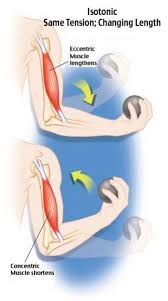 Isotonic
Same Tension; Changing Length
Eccentric
Muscle
lengthens
Concentric
Muscle shortens